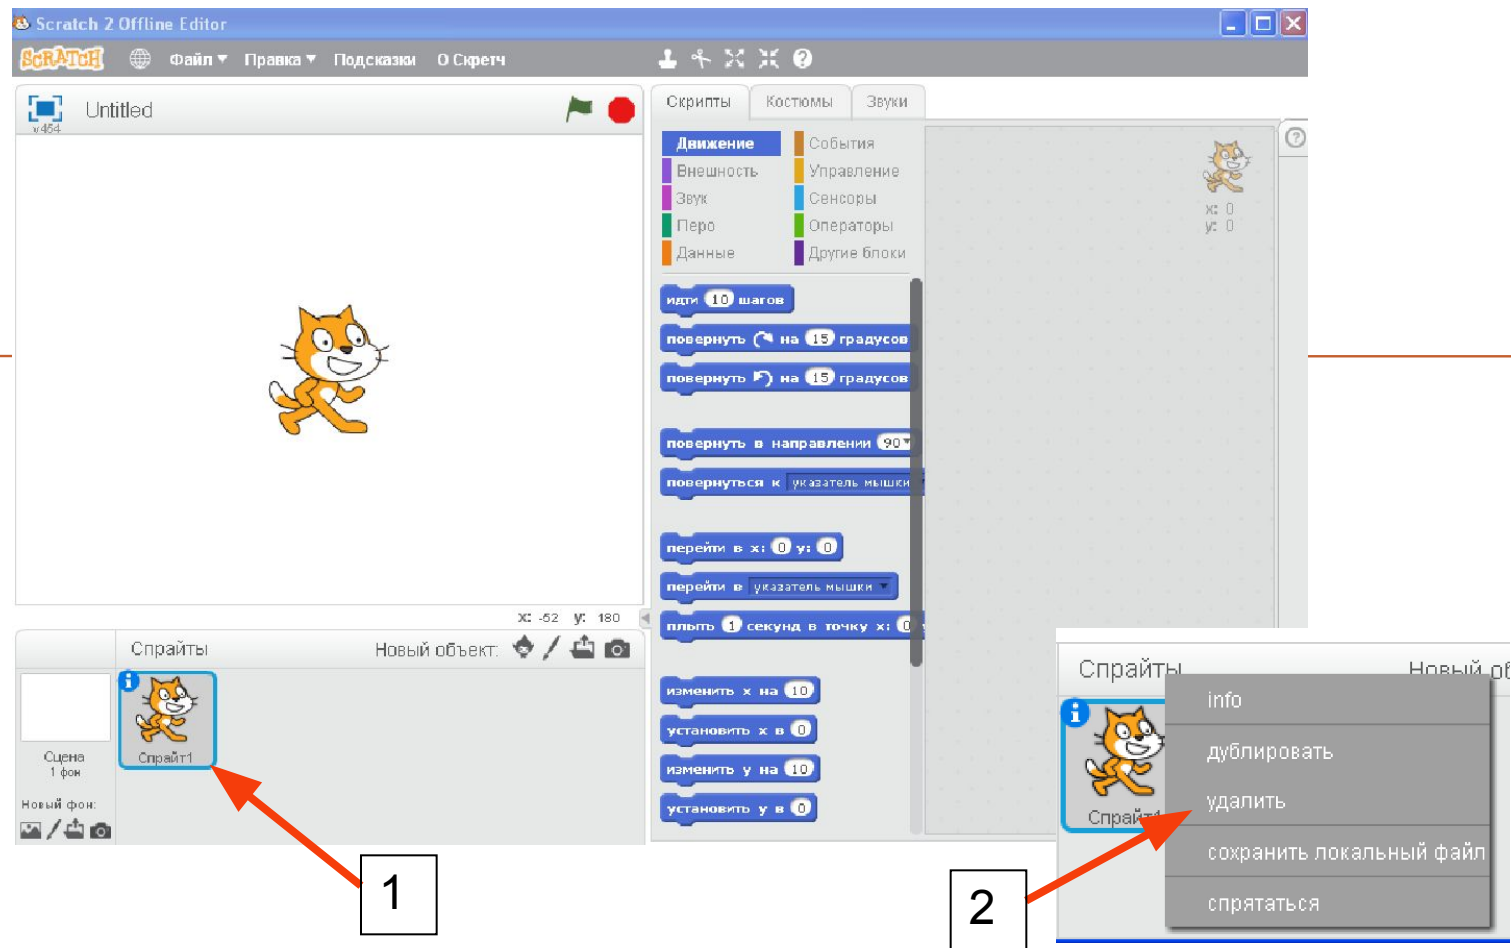 Scratch 2 Offline Editor
SCRATCH Файл Правка Подсказки О Скретч
Untitled
v454
Скрипты Костюмы Звуки
Движение События
Внешность Управление
Звук Сенсоры
Перо Операторы
Данные Другие блоки
x: 0
y: 0
идти 10 шагов
повернуть на 15 градусов
повернуть на 15 градусов
повернуть в направлении 90
повернуться к указатель мышки
перейти в x: 0 y: 0
перейти в указатель мышки
плыть 1 секунд в точку x: 0
изменить x на 10
установить x в 0
изменить y на 10
установить y в 0
x: -52 y: 180
Спрайты Новый объект:
Спрайт1
Сцена
1 фон
Новый фон:
1
2
Спрайты Новый об
Спрайт1
info
дублировать
удалить
сохранить локальный файл
спрятаться